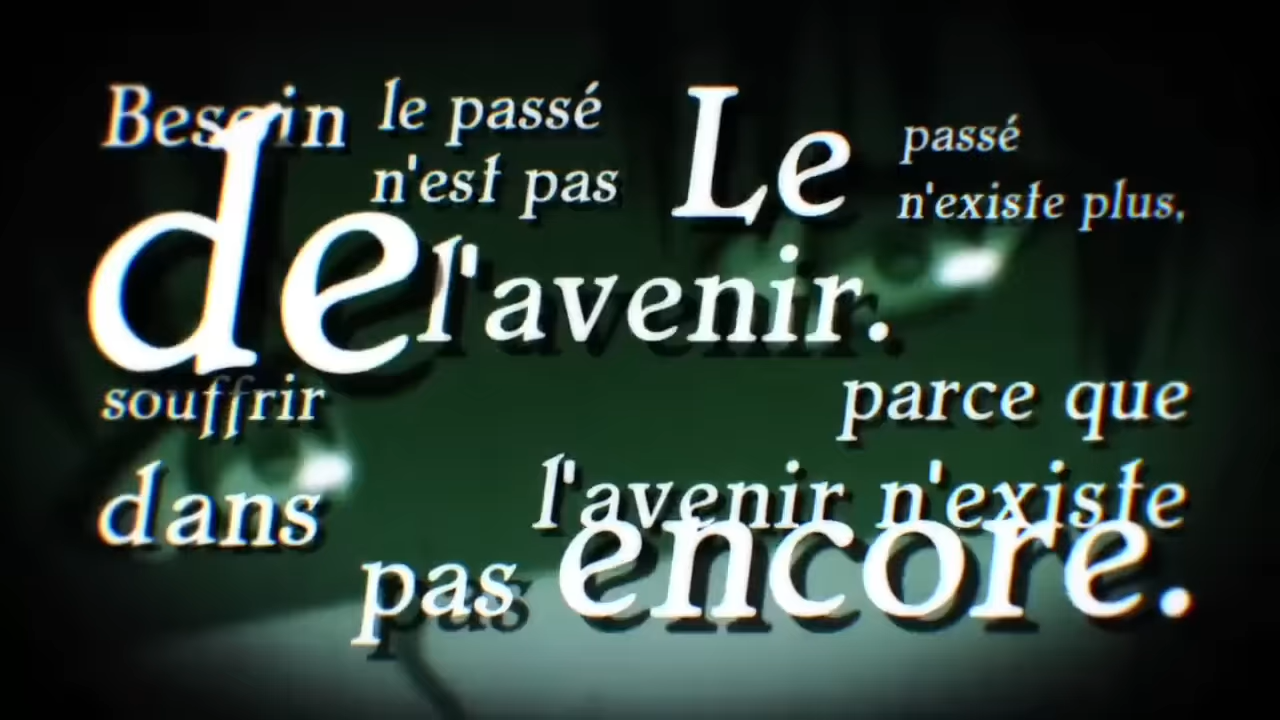 Besoin
de
souffrir
dans
le passé
n'est pas
l'avenir.
Le
passé
n'existe plus,
parce que
l'avenir n'existe
pas encore.